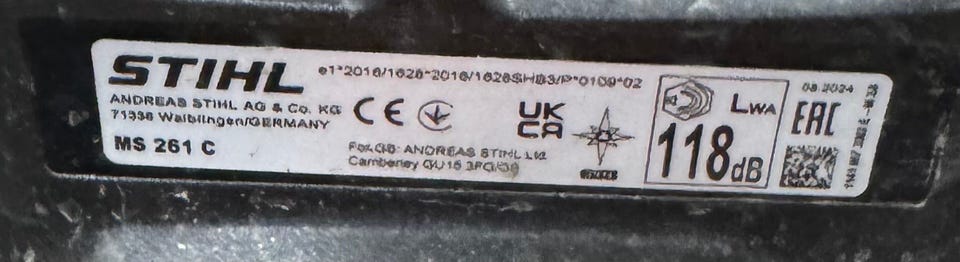 STIHL
ANDREAS STIHL AG & Co. KG
71336 Waiblingen/GERMANY
MS 261 C
e1*2016/1628*2016/1628SHB3/P*0109*02
CE
UK
CA
For GB: ANDREAS STIHL Ltd.
Camberley GU15
LWA
118dB
08.2024
EAC